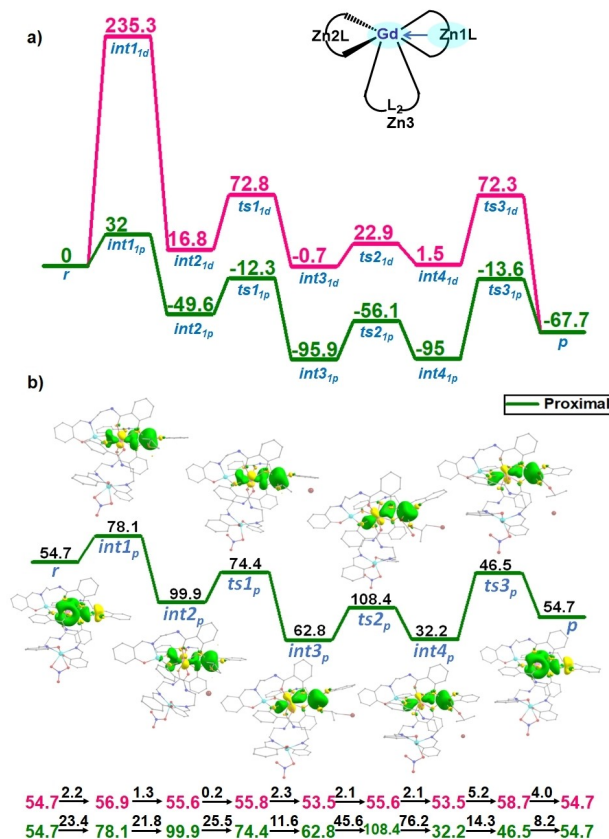 a)
Zn2L Gd Zn1L
L2
Zn3
235.3
int11d
72.8
ts11d
72.3
ts31d
0
r
32
int11p
16.8
int21d
-0.7
int31d
22.9
ts21d
1.5
int41d
-49.6
int21p
-12.3
ts11p
-95.9
int31p
-56.1
ts21p
-95
int41p
-13.6
ts31p
-67.7
p
b)
Proximal
54.7
r
78.1
int1p
99.9
int2p
74.4
ts1p
62.8
int3p
108.4
ts2p
32.2
int4p
46.5
ts3p
54.7
p
54.7 2.2 56.9 1.3 55.6 0.2 55.8 2.3 53.5 2.1 55.6 2.1 53.5 5.2 58.7 4.0 54.7
54.7 23.4 78.1 21.8 99.9 25.5 74.4 11.6 62.8 45.6 108.4 76.2 32.2 14.3 46.5 8.2 54.7